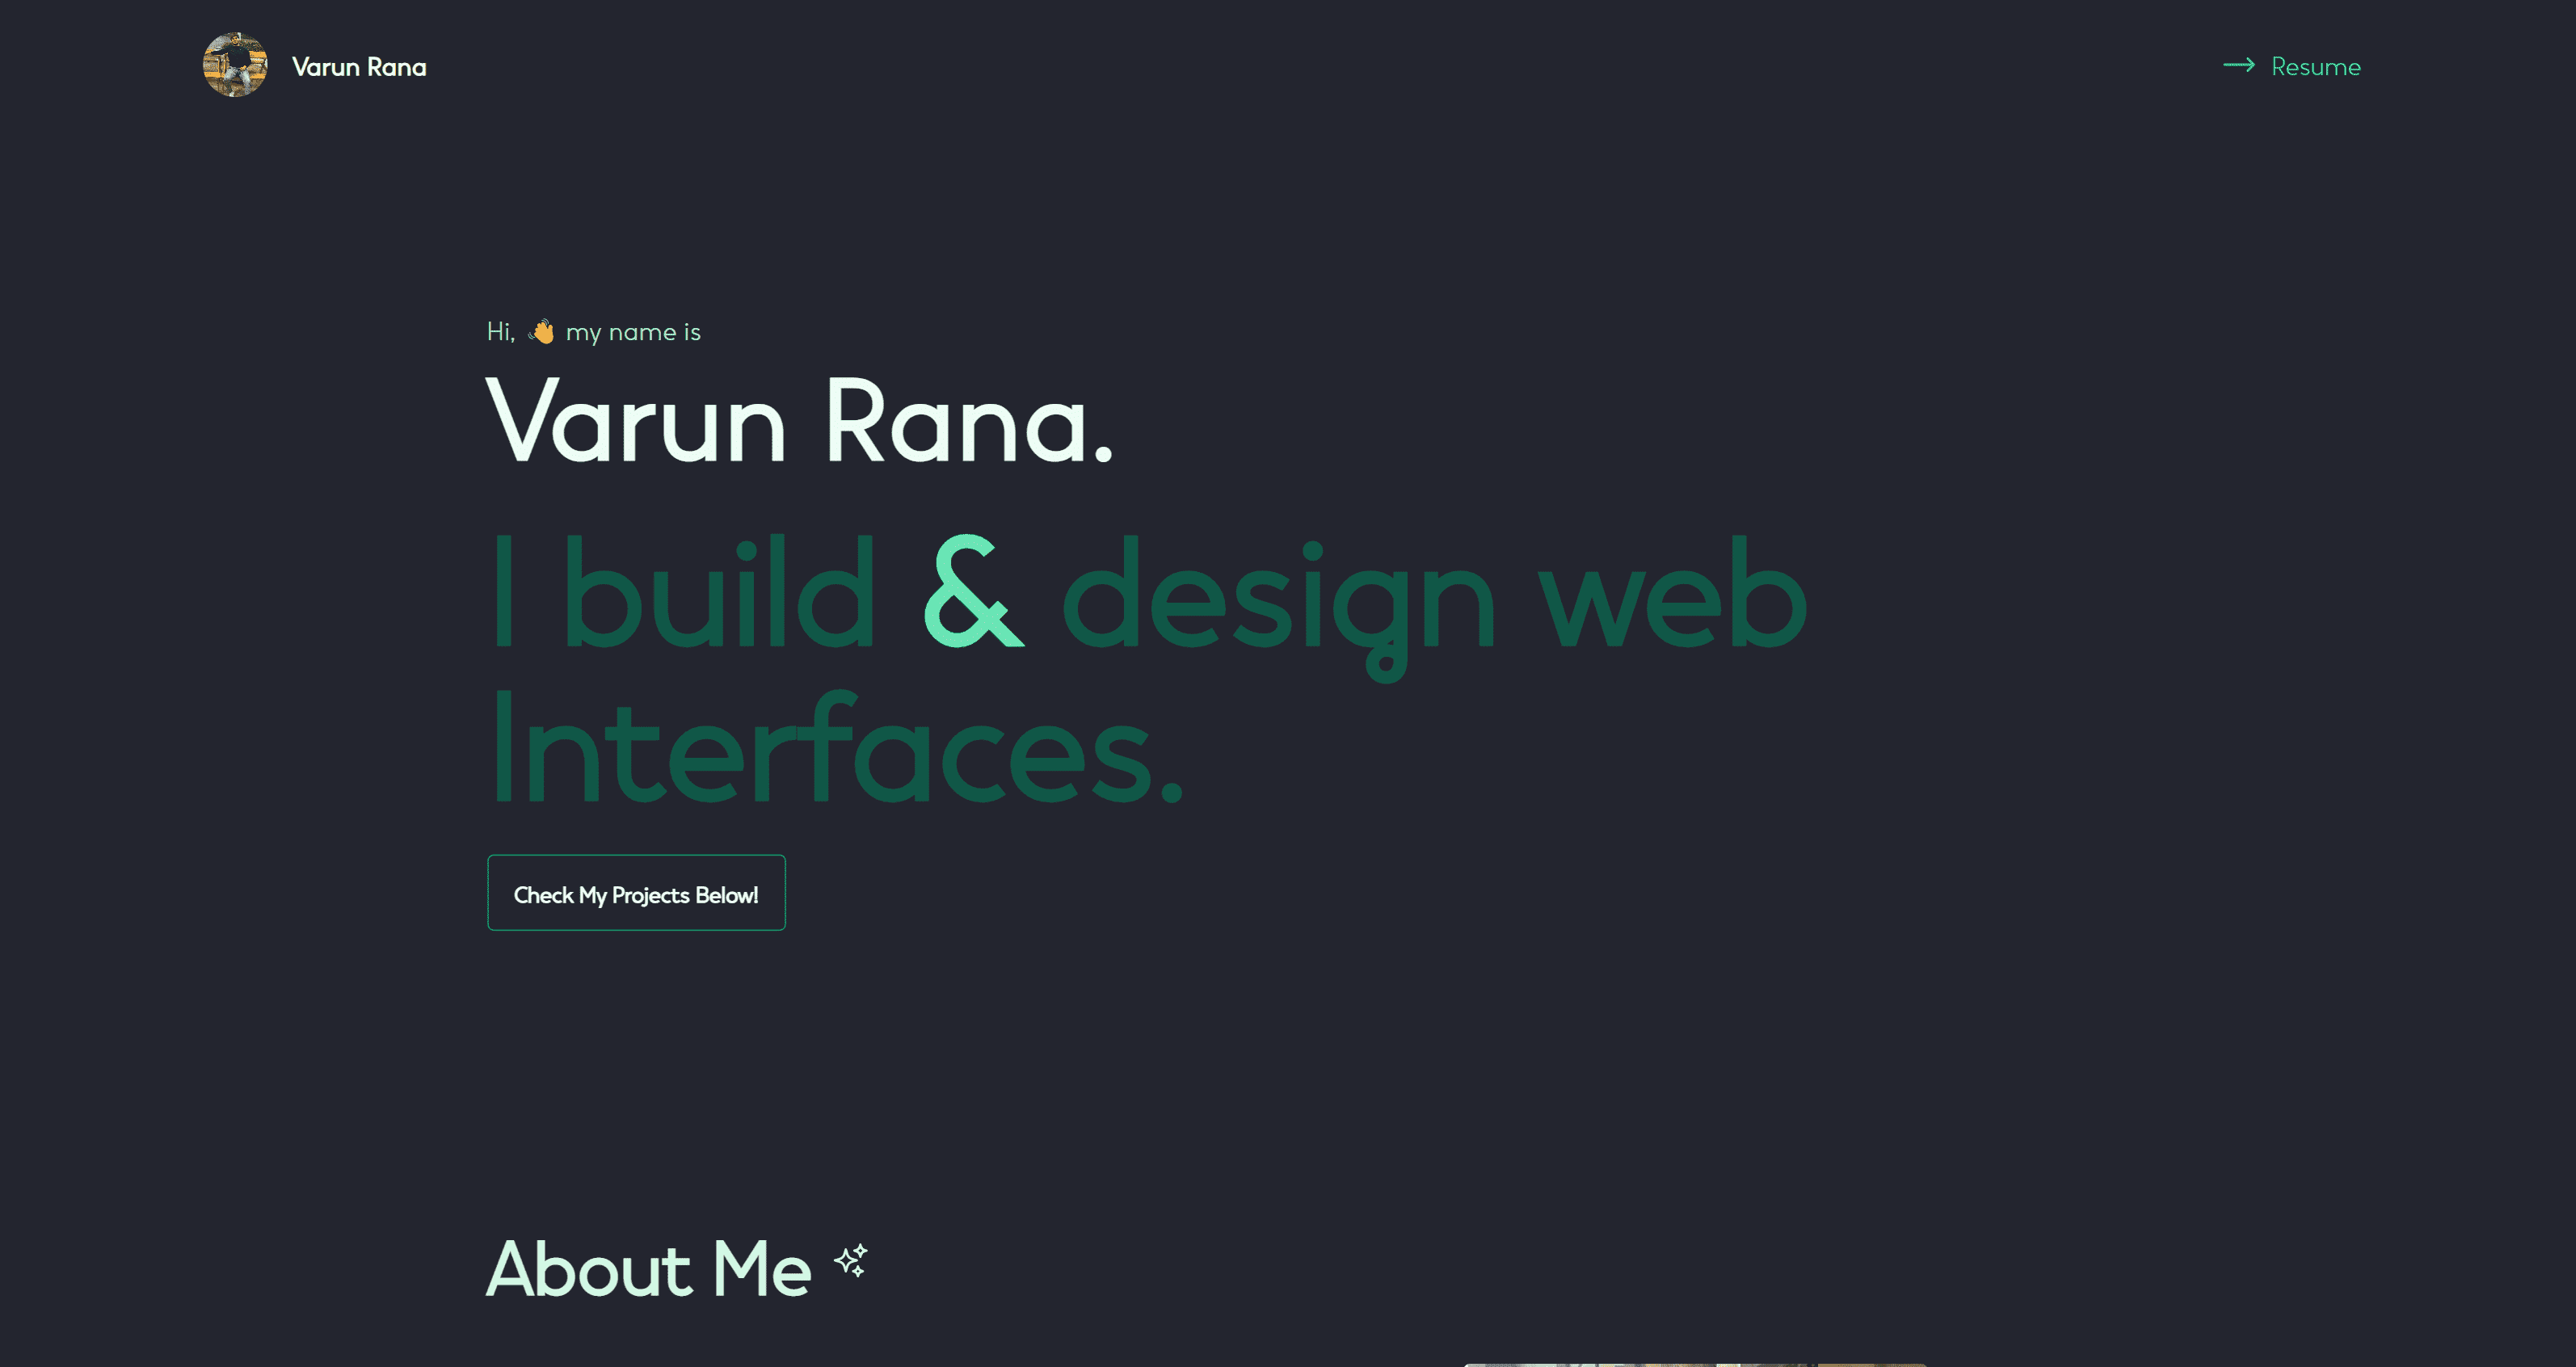 Varun Rana
Resume
Hi, 👋 my name is
Varun Rana.
I build & design web
Interfaces.
Check My Projects Below!
About Me